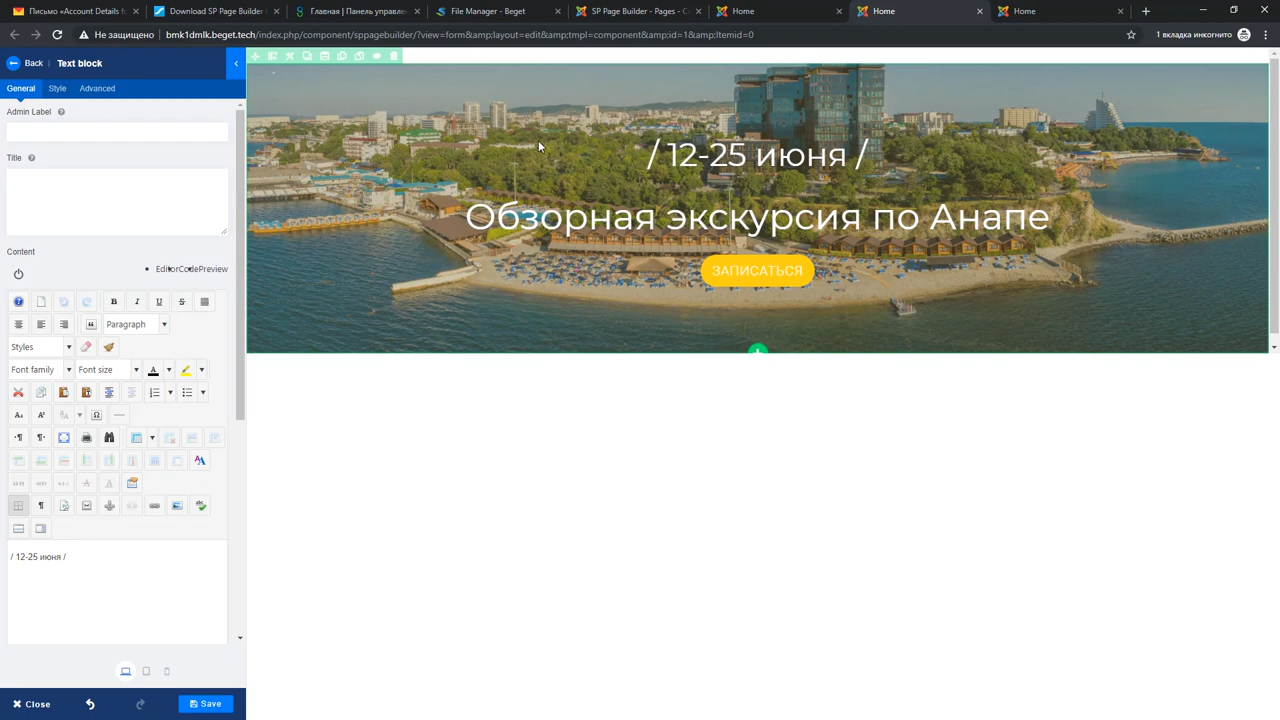 Письмо «Account Details fo
Download SP Page Builder
Главная | Панель управле
File Manager - Beget
SP Page Builder - Pages - C
Home
Home
Home
Не защищено
bmk1dmlk.beget.tech/index.php/component/sppagebuilder/?view=form&amp;layout=edit&amp;tmpl=component&amp;id=1&amp;Itemid=0
1 вкладка инкогнито
Back
Text block
General
Style
Advanced
Admin Label
Title
Content
EditorCodePreview
Paragraph
Styles
Font family
Font size
/ 12-25 июня /
Close
Save
/ 12-25 июня /
Обзорная экскурсия по Анапе
ЗАПИСАТЬСЯ